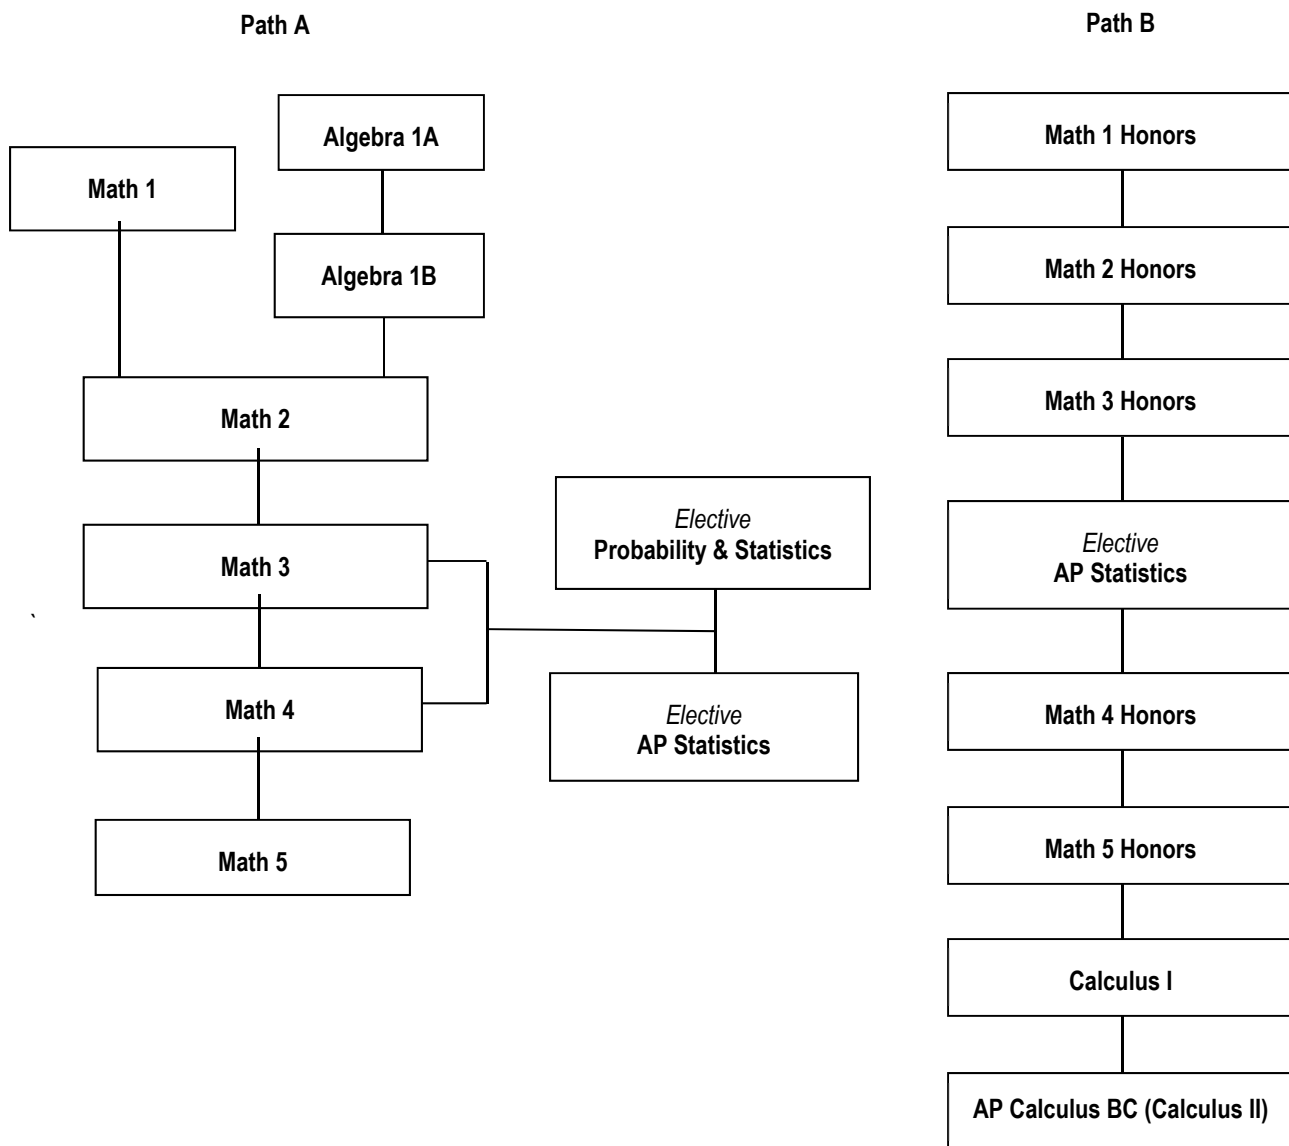 Path A
Math 1
Algebra 1A
Algebra 1B
Math 2
Math 3
Math 4
Math 5
Elective
Probability & Statistics
Elective
AP Statistics
Path B
Math 1 Honors
Math 2 Honors
Math 3 Honors
Elective
AP Statistics
Math 4 Honors
Math 5 Honors
Calculus I
AP Calculus BC (Calculus II)